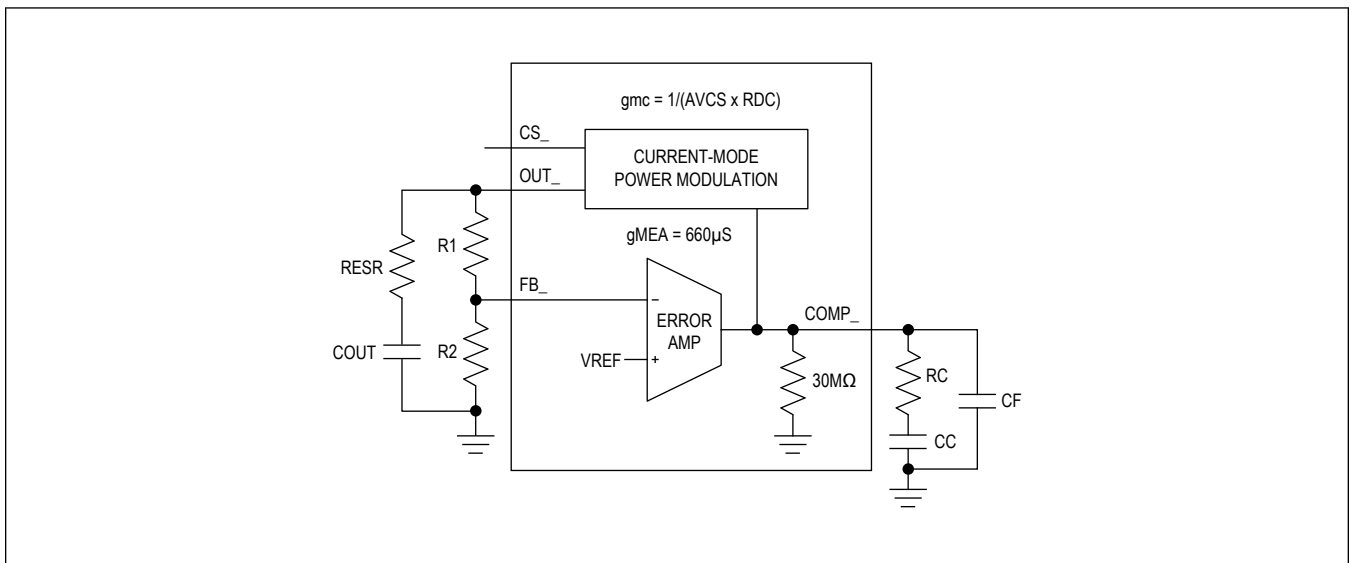 gmc = 1/(AVCS x RDC)
CS_
CURRENT-MODE
POWER MODULATION
OUT_
gMEA = 660µS
R1
RESR
FB_
−
ERROR
AMP
COMP_
COUT
R2
VREF
+
30MΩ
RC
CF
CC